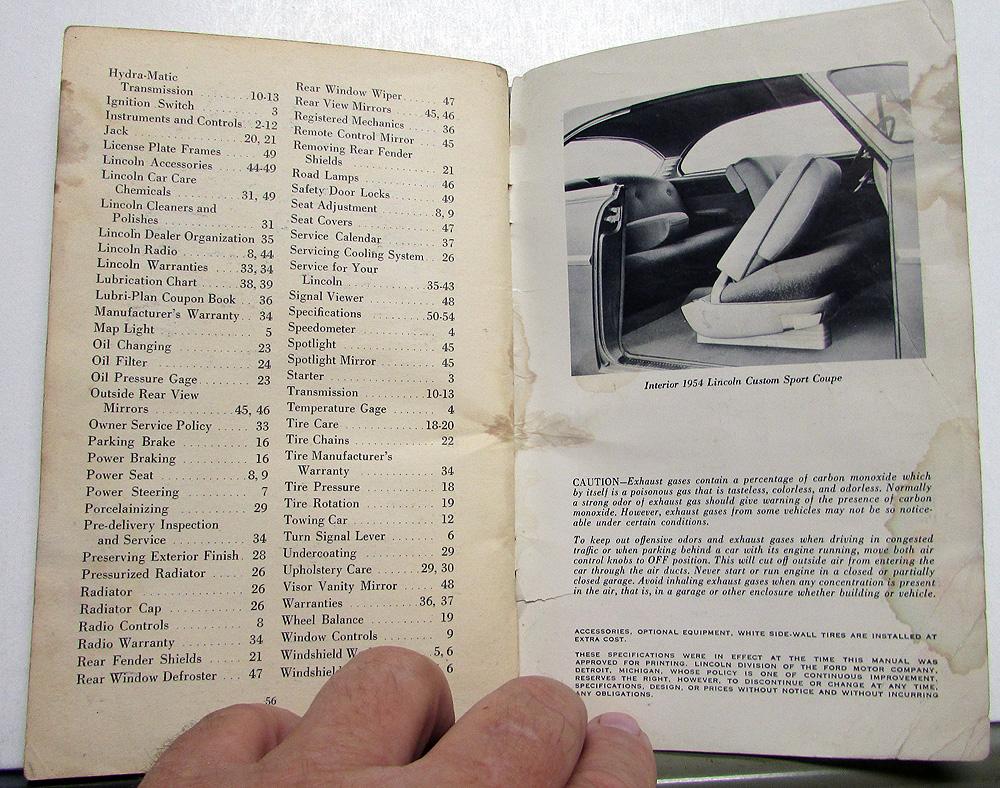 Hydra-Matic
Transmission . . . . . . . . 10-13
Ignition Switch . . . . . . . . 3
Instruments and Controls 2-12
Jack . . . . . . . . 20, 21
License Plate Frames . . . . 49
Lincoln Accessories . . . . 44-49
Lincoln Car Care
Chemicals . . . . . . . . 31, 49
Lincoln Cleaners and
Polishes . . . . . . . . 31
Lincoln Dealer Organization 35
Lincoln Radio . . . . . . . . 8, 44
Lincoln Warranties . . . . 33, 34
Lubrication Chart . . . . 38, 39
Lubri-Plan Coupon Book . . 36
Manufacturer's Warranty . 34
Map Light . . . . . . . . 5
Oil Changing . . . . . . . . 23
Oil Filter . . . . . . . . 24
Oil Pressure Gage . . . . . . 23
Outside Rear View
Mirrors . . . . . . . . 45, 46
Owner Service Policy . . . . 33
Parking Brake . . . . . . . . 16
Power Braking . . . . . . . . 16
Power Seat . . . . . . . . 8, 9
Power Steering . . . . . . . . 7
Porcelainizing . . . . . . . . 29
Pre-delivery Inspection
and Service . . . . . . . . 34
Preserving Exterior Finish . 28
Pressurized Radiator . . . . 26
Radiator . . . . . . . . 26
Radiator Cap . . . . . . . . 26
Radio Controls . . . . . . . . 8
Radio Warranty . . . . . . . . 34
Rear Fender Shields . . . . 21
Rear Window Defroster . . . 47
Rear Window Wiper . . . . 47
Rear View Mirrors . . . . 45, 46
Registered Mechanics . . . . 36
Remote Control Mirror . . . 45
Removing Rear Fender
Shields . . . . . . . . 21
Road Lamps . . . . . . . . 46
Safety Door Locks . . . . . . 49
Seat Adjustment . . . . . . 8, 9
Seat Covers . . . . . . . . 47
Service Calendar . . . . . . 37
Servicing Cooling System . . 26
Service for Your
Lincoln . . . . . . . . 35-43
Signal Viewer . . . . . . . . 48
Specifications . . . . . . . . 50-54
Speedometer . . . . . . . . 4
Spotlight . . . . . . . . 45
Spotlight Mirror . . . . . . 45
Starter . . . . . . . . 3
Transmission . . . . . . . . 10-13
Temperature Gage . . . . . . 4
Tire Care . . . . . . . . 18-20
Tire Chains . . . . . . . . 22
Tire Manufacturer's
Warranty . . . . . . . . 34
Tire Pressure . . . . . . . . 18
Tire Rotation . . . . . . . . 19
Towing Car . . . . . . . . 12
Turn Signal Lever . . . . . . 6
Undercoating . . . . . . . . 29
Upholstery Care . . . . . . 29, 30
Visor Vanity Mirror . . . . 48
Warranties . . . . . . . . 36, 37
Wheel Balance . . . . . . . . 19
Window Controls . . . . . . 9
Windshield W 5, 6
Windshiel 6
56
Interior 1954 Lincoln Custom Sport Coupe
CAUTION—Exhaust gases contain a percentage of carbon monoxide which
by itself is a poisonous gas that is tasteless, colorless, and odorless. Normally
a strong odor of exhaust gas should give warning of the presence of carbon
monoxide. However, exhaust gases from some vehicles may not be so notice-
able under certain conditions.
To keep out offensive odors and exhaust gases when driving in congested
traffic or when parking behind a car with its engine running, move both air
control knobs to OFF position. This will cut off outside air from entering the
car through the air ducts. Never start or run engine in a closed or partially
closed garage. Avoid inhaling exhaust gases when any concentration is present
in the air, that is, in a garage or other enclosure whether building or vehicle.
ACCESSORIES, OPTIONAL EQUIPMENT, WHITE SIDE-WALL TIRES ARE INSTALLED AT
EXTRA COST.
THESE SPECIFICATIONS WERE IN EFFECT AT THE TIME THIS MANUAL WAS
APPROVED FOR PRINTING. LINCOLN DIVISION OF THE FORD MOTOR COMPANY,
DETROIT, MICHIGAN, WHOSE POLICY IS ONE OF CONTINUOUS IMPROVEMENT,
RESERVES THE RIGHT, HOWEVER, TO DISCONTINUE OR CHANGE AT ANY TIME,
SPECIFICATIONS, DESIGN, OR PRICES WITHOUT NOTICE AND WITHOUT INCURRING
ANY OBLIGATIONS.